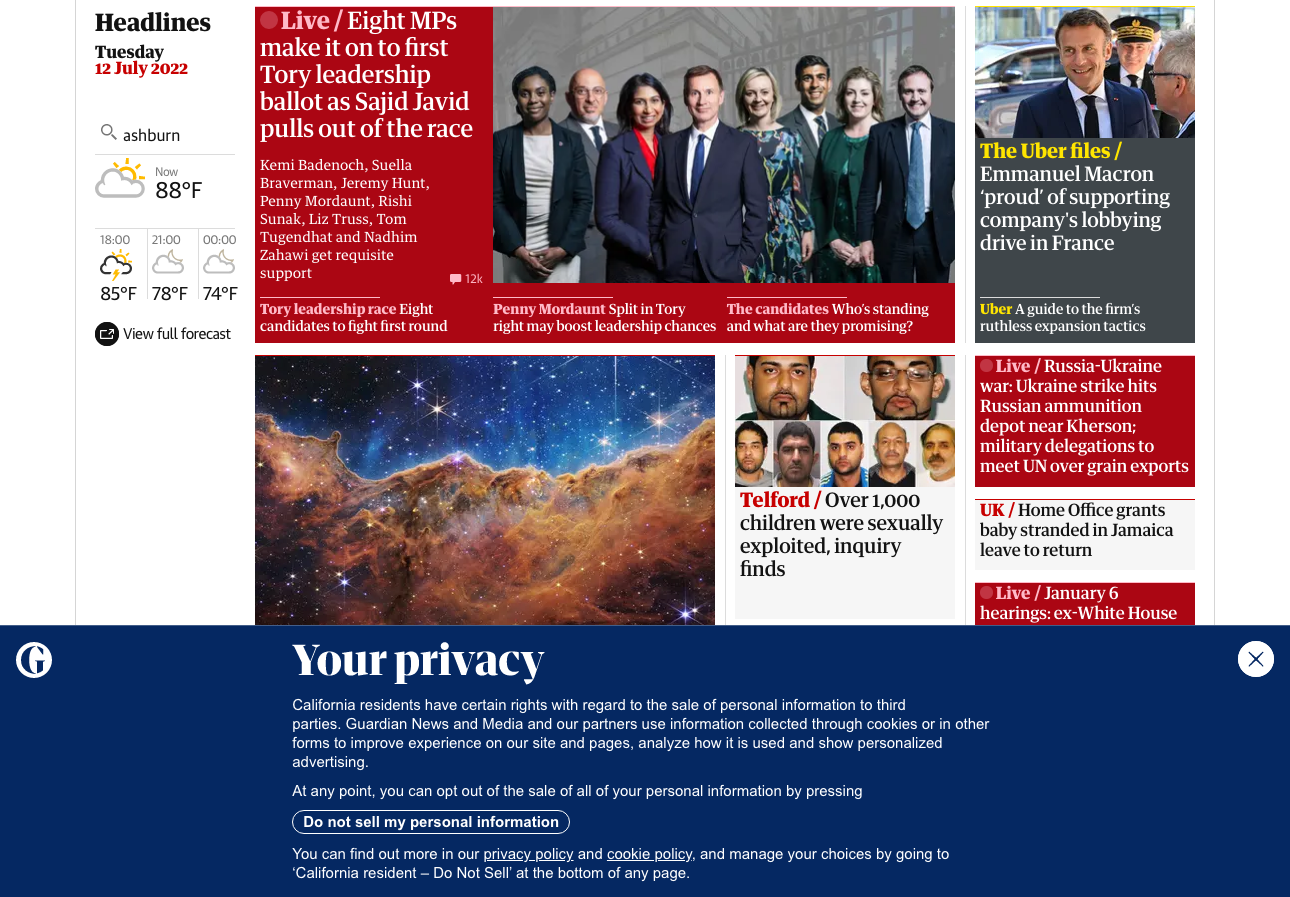 Headlines
Tuesday
12 July 2022
ashburn
Now
88°F
18:00 21:00 00:00
85°F 78°F 74°F
View full forecast
Live / Eight MPs
make it on to first
Tory leadership
ballot as Sajid Javid
pulls out of the race
Kemi Badenoch, Suella
Braverman, Jeremy Hunt,
Penny Mordaunt, Rishi
Sunak, Liz Truss, Tom
Tugendhat and Nadhim
Zahawi get requisite
support
12k
Tory leadership race Eight
candidates to fight first round
Penny Mordaunt Split in Tory
right may boost leadership chances
The candidates Who's standing
and what are they promising?
The Uber files /
Emmanuel Macron
‘proud’ of supporting
company's lobbying
drive in France
Uber A guide to the firm’s
ruthless expansion tactics
Telford / Over 1,000
children were sexually
exploited, inquiry
finds
Live / Russia-Ukraine
war: Ukraine strike hits
Russian ammunition
depot near Kherson;
military delegations to
meet UN over grain exports
UK / Home Office grants
baby stranded in Jamaica
leave to return
Live / January 6
hearings: ex-White House
G
Your privacy
California residents have certain rights with regard to the sale of personal information to third
parties. Guardian News and Media and our partners use information collected through cookies or in other
forms to improve experience on our site and pages, analyze how it is used and show personalized
advertising.
At any point, you can opt out of the sale of all of your personal information by pressing
Do not sell my personal information
You can find out more in our privacy policy and cookie policy, and manage your choices by going to
‘California resident – Do Not Sell’ at the bottom of any page.